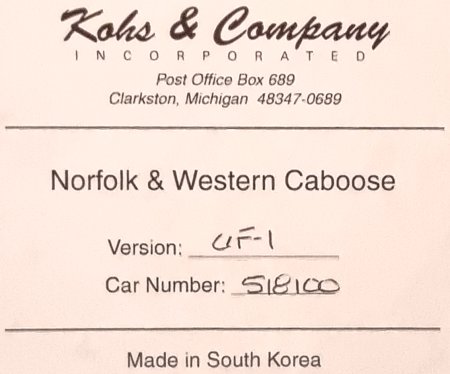 Kohs & Company
INCORPORATED
Post Office Box 689
Clarkston, Michigan 48347-0689
Norfolk & Western Caboose
Version: CF-1
Car Number: 518100
Made in South Korea